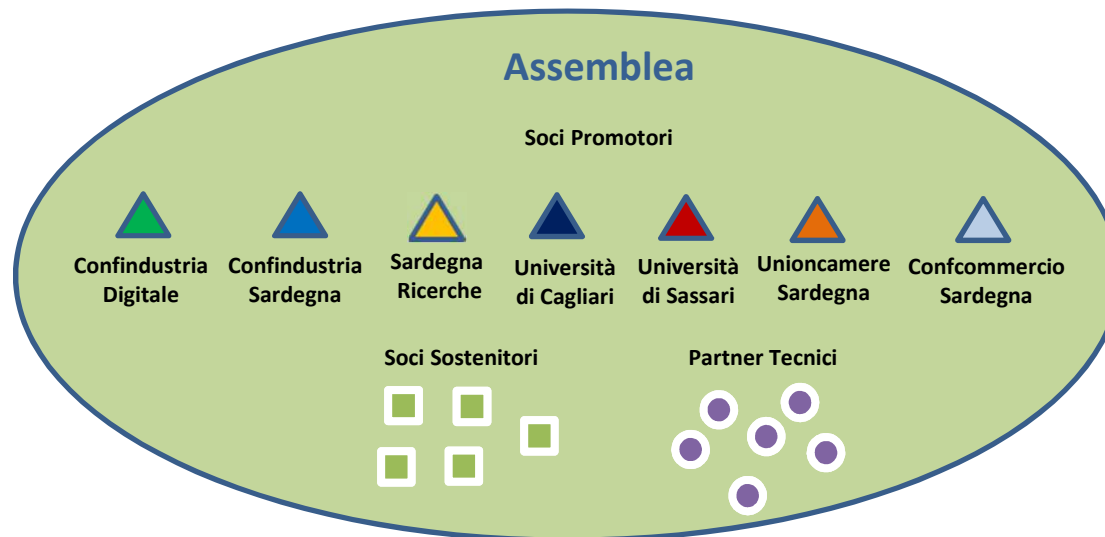 Assemblea
Soci Promotori
Confindustria
Digitale
Confindustria
Sardegna
Sardegna
Ricerche
Università
di Cagliari
Università
di Sassari
Unioncamere
Sardegna
Confcommercio
Sardegna
Soci Sostenitori
Partner Tecnici